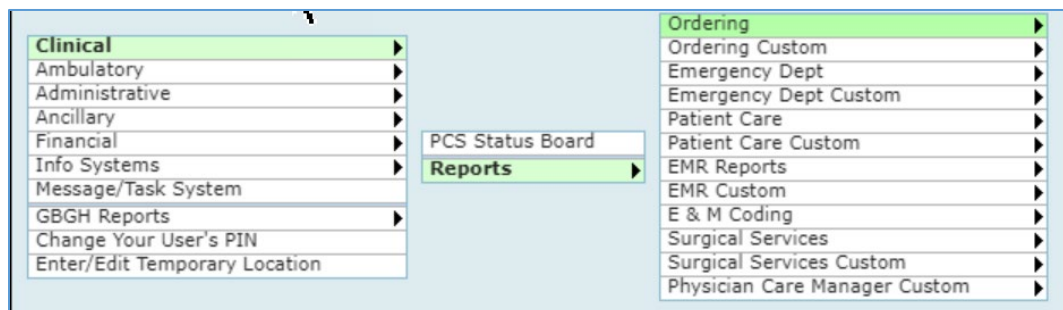 Clinical
Ambulatory
Administrative
Ancillary
Financial
Info Systems
Message/Task System
GBGH Reports
Change Your User's PIN
Enter/Edit Temporary Location
PCS Status Board
Reports
Ordering
Ordering Custom
Emergency Dept
Emergency Dept Custom
Patient Care
Patient Care Custom
EMR Reports
EMR Custom
E & M Coding
Surgical Services
Surgical Services Custom
Physician Care Manager Custom